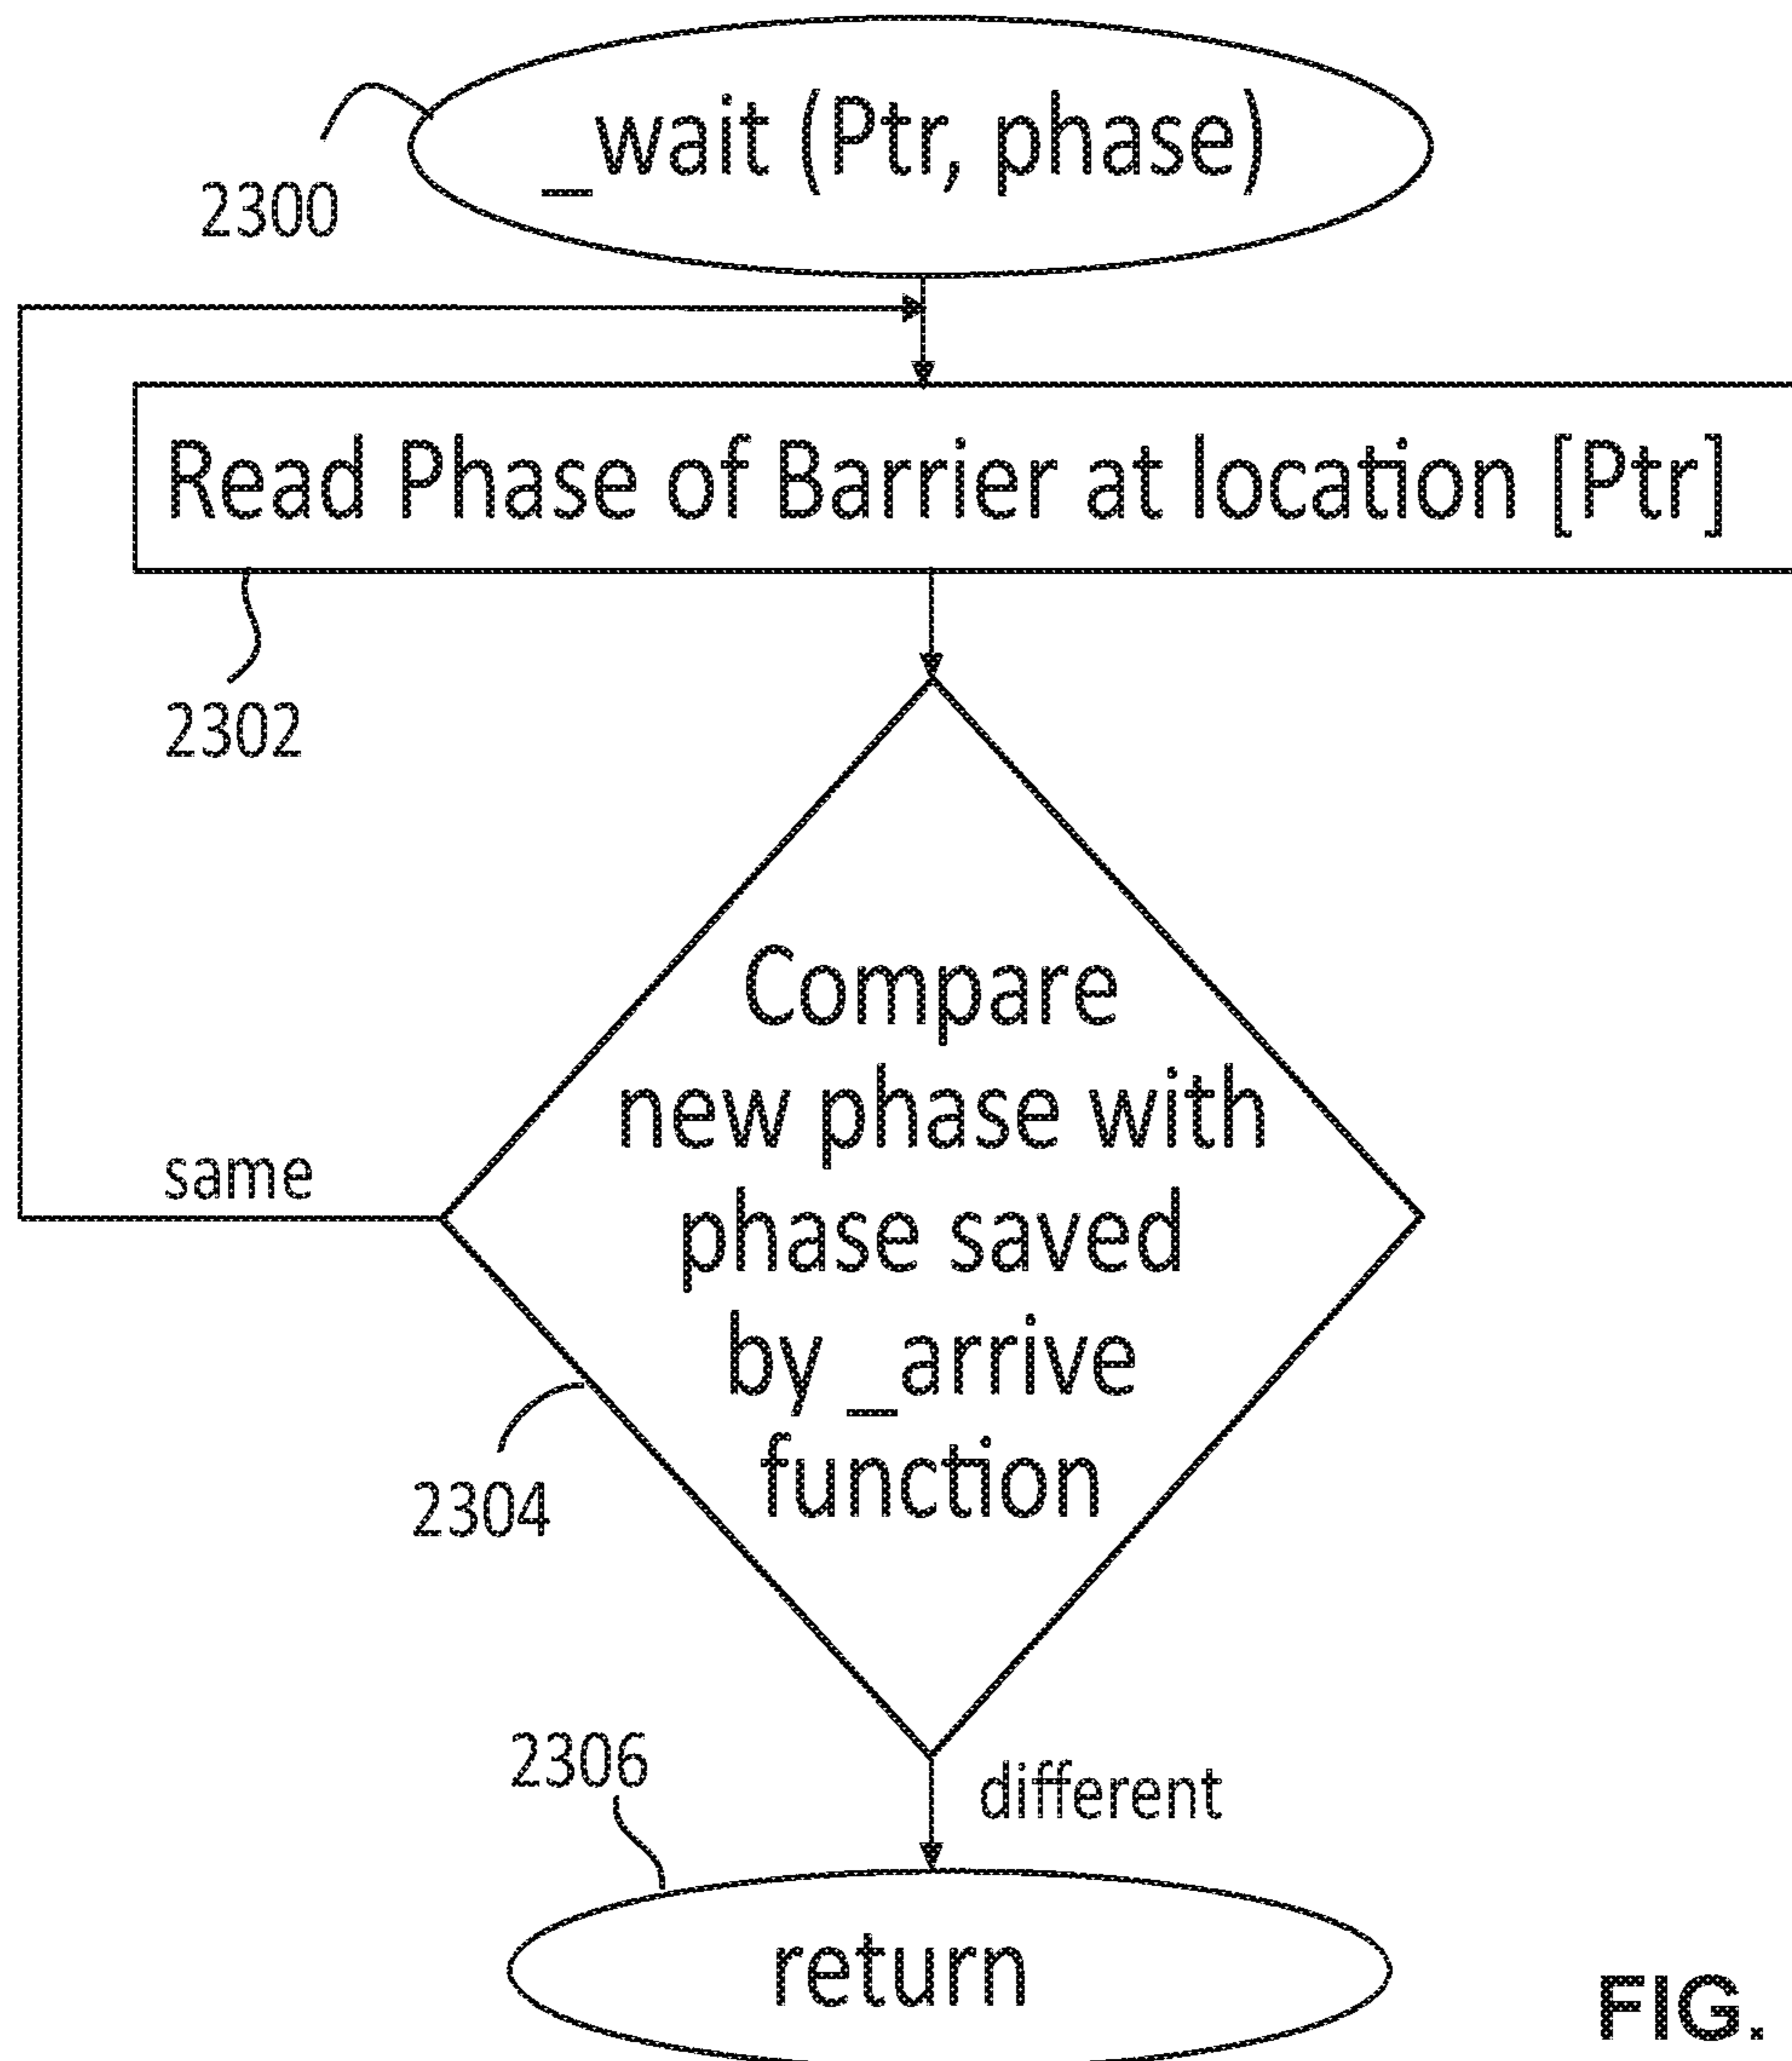 _wait (Ptr, phase)
2300
Read Phase of Barrier at location [Ptr]
2302
Compare
new phase with
phase saved
by _arrive
function
same
2304
2306
different
return
FIG.